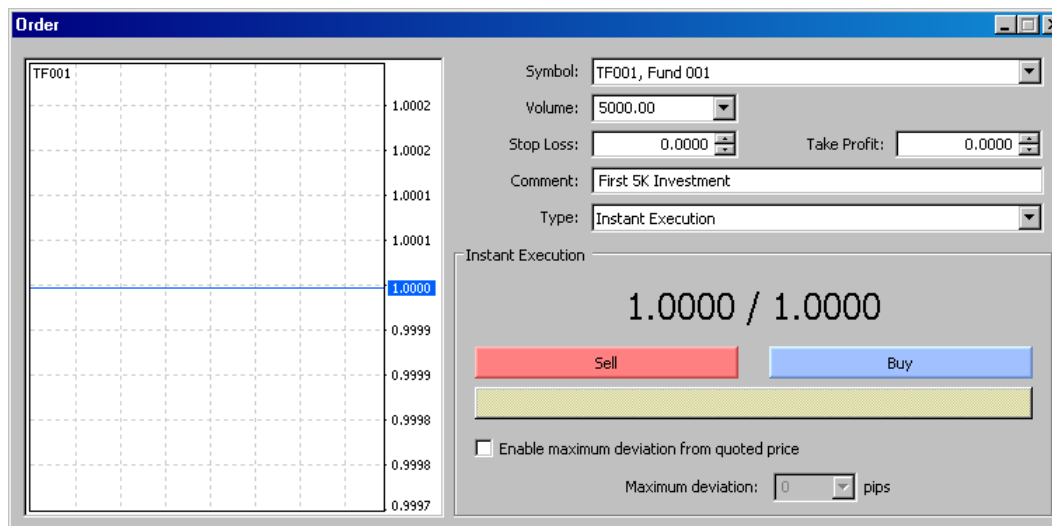 Order
TF001
1.0002
1.0002
1.0001
1.0001
1.0000
0.9999
0.9999
0.9998
0.9998
0.9997
Symbol: TF001, Fund 001
Volume: 5000.00
Stop Loss: 0.0000 Take Profit: 0.0000
Comment: First 5K Investment
Type: Instant Execution
Instant Execution
1.0000 / 1.0000
Sell Buy
Enable maximum deviation from quoted price
Maximum deviation: 0 pips